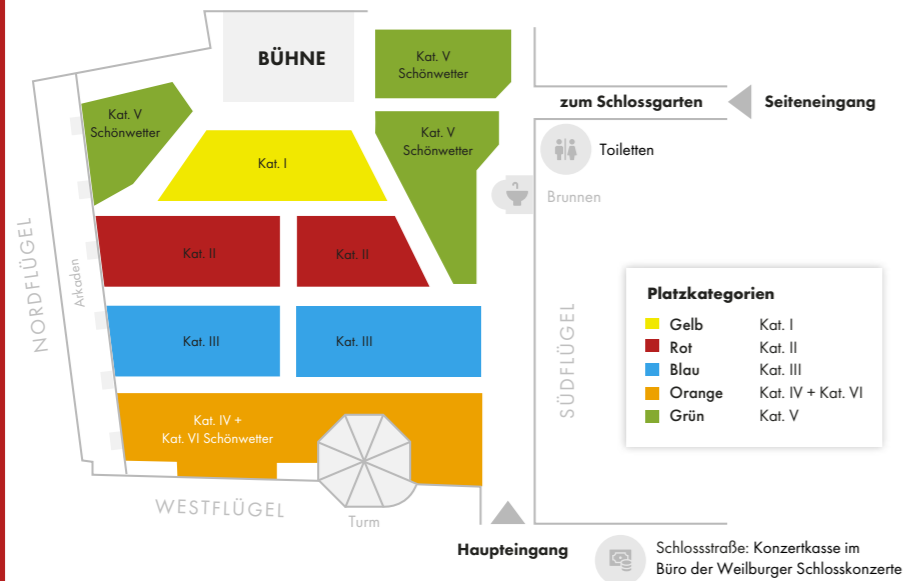 BÜHNE
Kat. V
Schönwetter
Kat. V
Schönwetter
Kat. V
Schönwetter
Kat. I
zum Schlossgarten
Seiteneingang
Toiletten
Brunnen
NORDFLÜGEL
Arkaden
Kat. II
Kat. II
Kat. III
Kat. III
SÜDFLÜGEL
Platzkategorien
Gelb Kat. I
Rot Kat. II
Blau Kat. III
Orange Kat. IV + Kat. VI
Grün Kat. V
Kat. IV +
Kat. VI Schönwetter
WESTFLÜGEL
Turm
Haupteingang
Schlossstraße: Konzertkasse im
Büro der Weilburger Schlosskonzerte